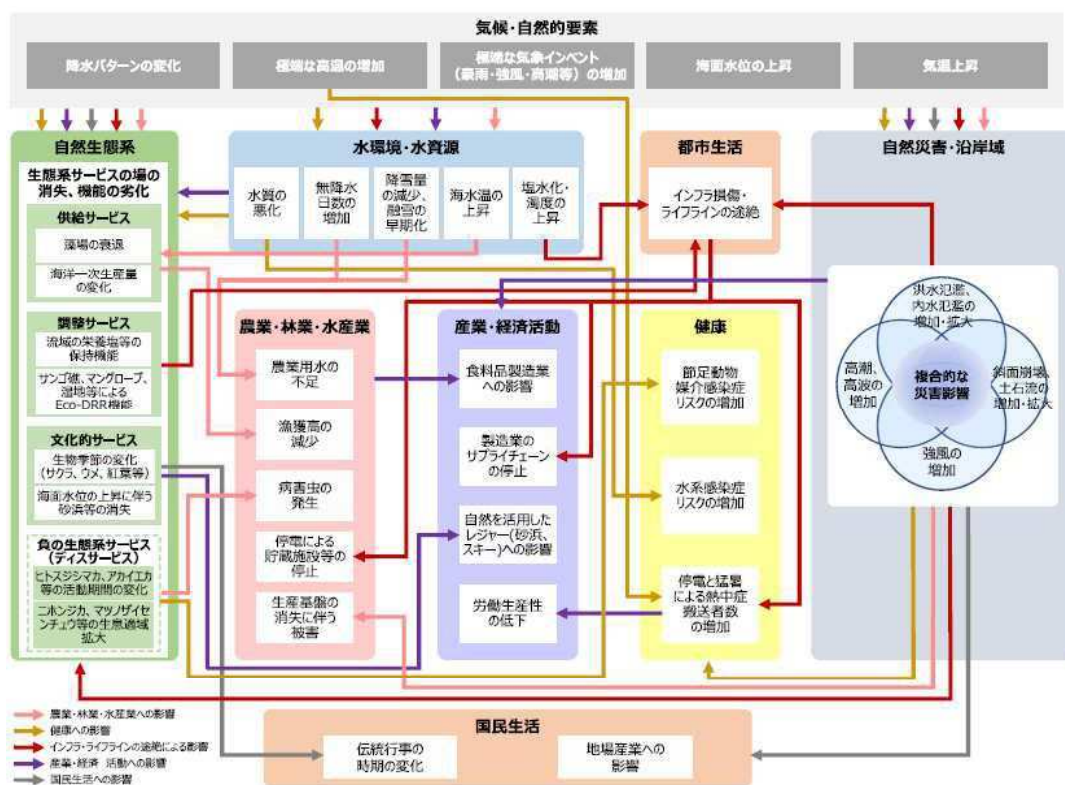 気候・自然的要素
降水パターンの変化
極端な高温の増加
極端な気象インベント
(豪雨・強風・高潮等)の増加
海面水位の上昇
気温上昇
自然生態系
生態系サービスの場の
消失、機能の劣化
供給サービス
藻場の衰退
海洋一次生産量
の変化
調整サービス
流域の栄養塩等の
保持機能
サンゴ礁、マングローブ、
湿地等による
Eco-DRR機能
文化的サービス
生物季節の変化
(サクラ、ウメ、紅葉等)
海面水位の上昇に伴う
砂浜等の消失
負の生態系サービス
(ディスサービス)
ヒトスジシマカ、アカイエカ
等の活動期間の変化
ニホンジカ、マツノザイセ
ンチュウ等の生息適域
拡大
水環境・水資源
水質の
悪化
無降水
日数の
増加
降雪量
の減少、
融雪の
早期化
海水温の
上昇
塩水化・
濁度の
上昇
都市生活
インフラ損傷・
ライフラインの途絶
自然災害・沿岸域
洪水氾濫、
内水氾濫の
増加・拡大
高潮、
高波の
増加
複合的な
災害影響
斜面崩壊、
土石流の
増加・拡大
強風の
増加
農業・林業・水産業
農業用水の
不足
漁獲高の
減少
病害虫の
発生
停電による
貯蔵施設等の
停止
生産基盤の
消失に伴う
被害
産業・経済活動
食料品製造業
への影響
製造業の
サプライチェーン
の停止
自然を活用した
レジャー(砂浜、
スキー)への影響
労働生産性
の低下
健康
節足動物
媒介感染症
リスクの増加
水系感染症
リスクの増加
停電と猛暑
による熱中症
搬送者数
の増加
国民生活
伝統行事の
時期の変化
地場産業への
影響
農業・林業・水産業への影響
健康への影響
インフラ・ライフラインの途絶による影響
産業・経済 活動への影響
国民生活への影響